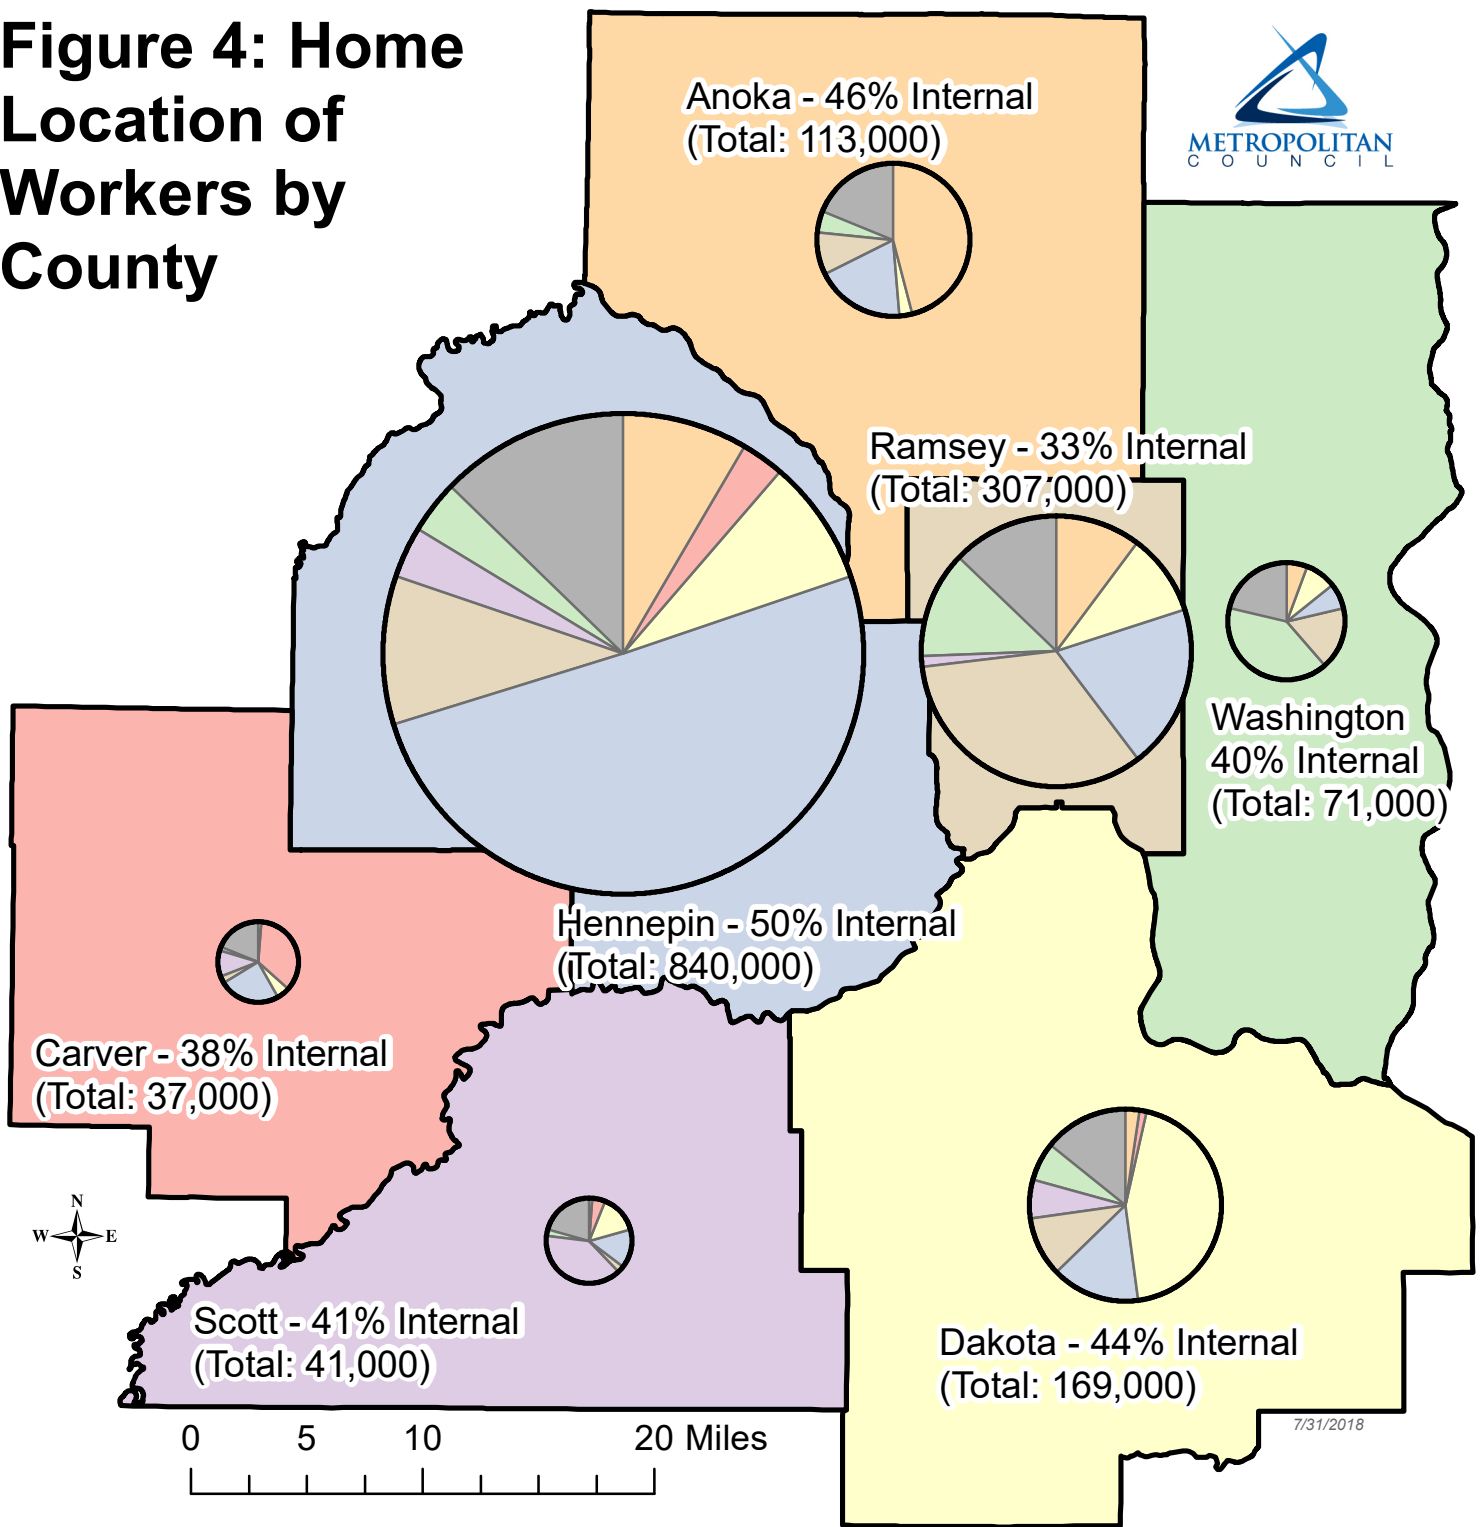 Figure 4: Home
Location of
Workers by
County
Anoka - 46% Internal
(Total: 113,000)
METROPOLITAN
COUNCIL
Ramsey - 33% Internal
(Total: 307,000)
Washington
40% Internal
(Total: 71,000)
Hennepin - 50% Internal
(Total: 840,000)
Carver - 38% Internal
(Total: 37,000)
N
W E
S
Scott - 41% Internal
(Total: 41,000)
Dakota - 44% Internal
(Total: 169,000)
7/31/2018
0 5 10 20 Miles